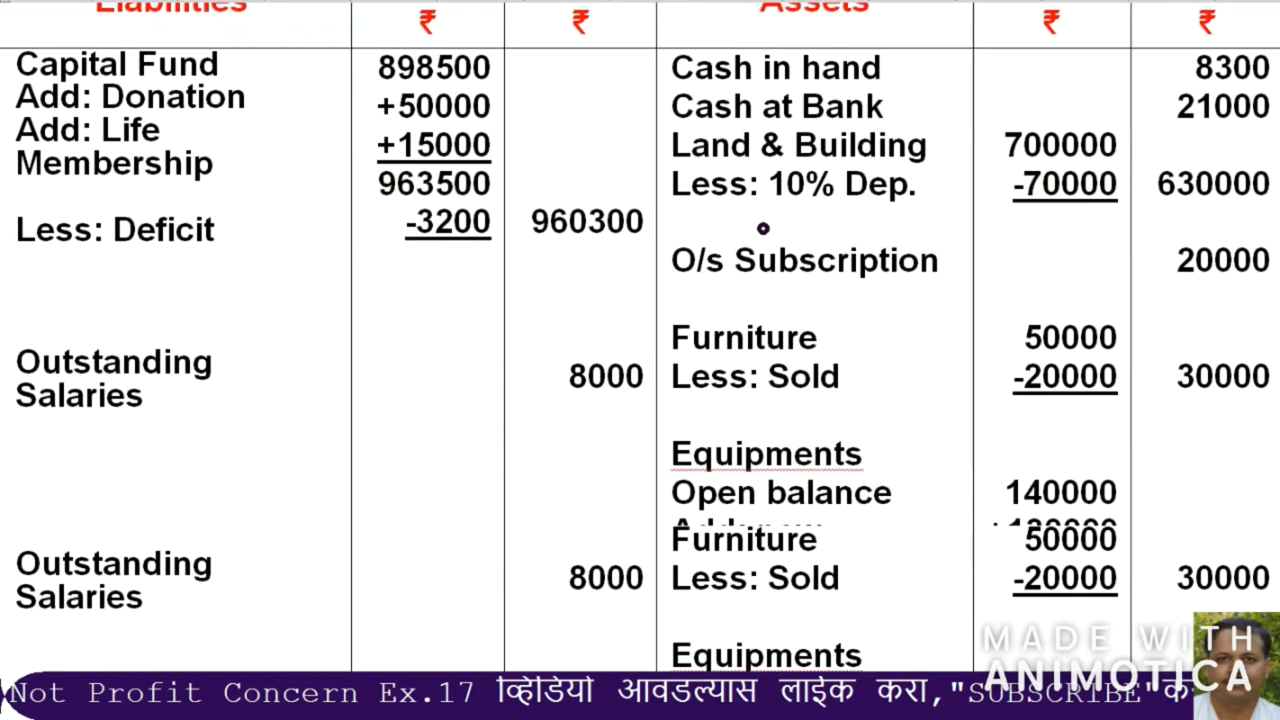 Liabilities ₹ ₹ Assets ₹ ₹
Capital Fund 898500 Cash in hand 8300
Add: Donation +50000 Cash at Bank 21000
Add: Life +15000 Land & Building 700000
Membership 963500 Less: 10% Dep. -70000 630000
Less: Deficit -3200 960300
O/s Subscription 20000
Furniture 50000
Outstanding 8000 Less: Sold -20000 30000
Salaries
Equipments
Open balance 140000
Furniture 50000
Outstanding 8000 Less: Sold -20000 30000
Salaries
Equipments
MADE WITH
ANIMOTICA
Not Profit Concern Ex.17 व्हिडियो आवडल्यास लाईक करा,"SUBSCRIBE"